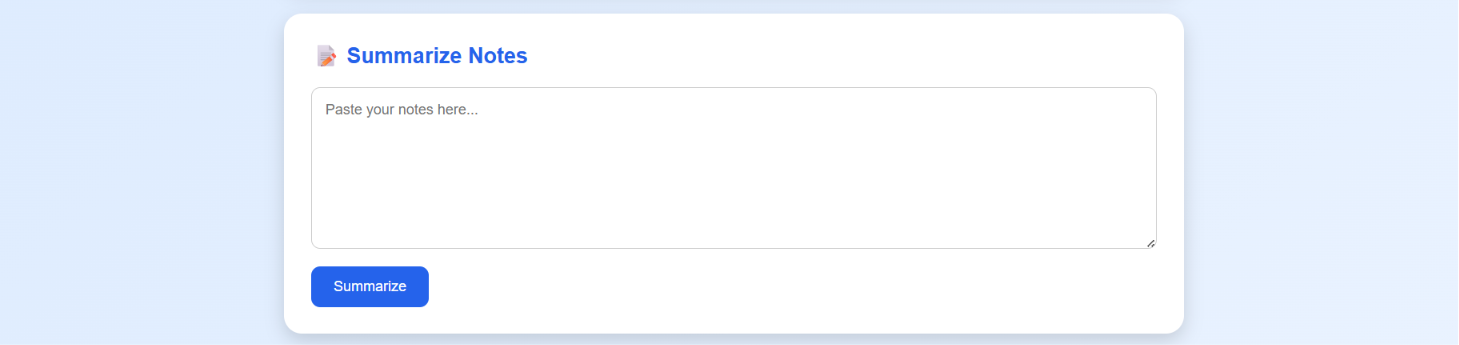 📝 Summarize Notes
Paste your notes here...
Summarize